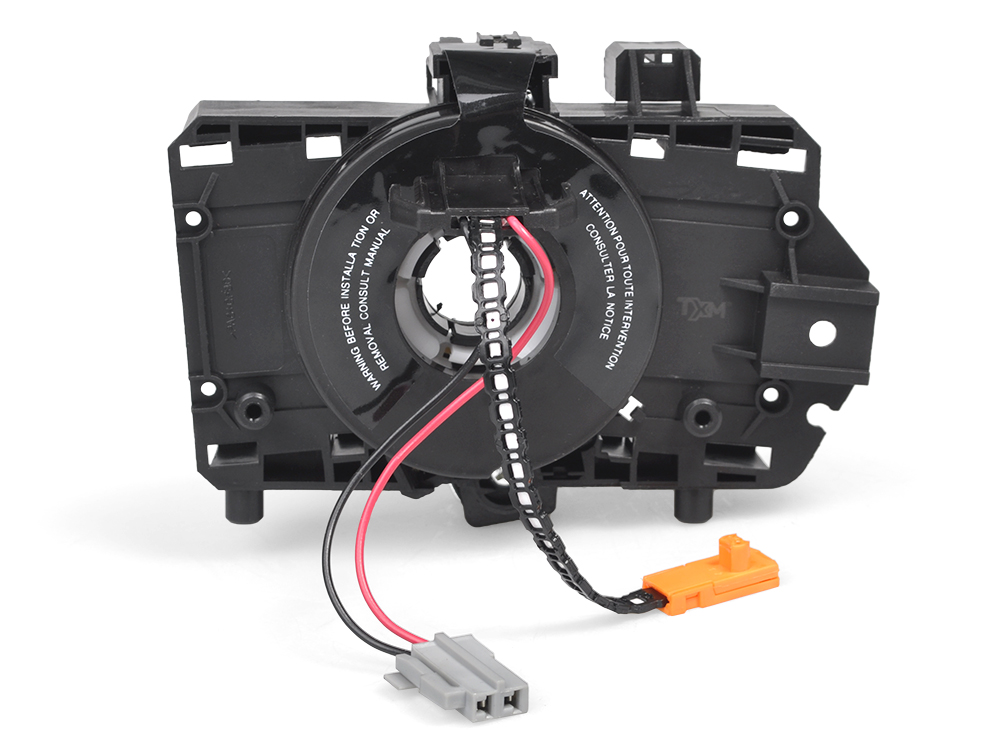 WARNING BEFORE INSTALLA TION OR
REMOVAL CONSULT MANUAL
ATTENTION POUR TOUTE INTERVENTION
CONSULTER LA NOTICE
TXM